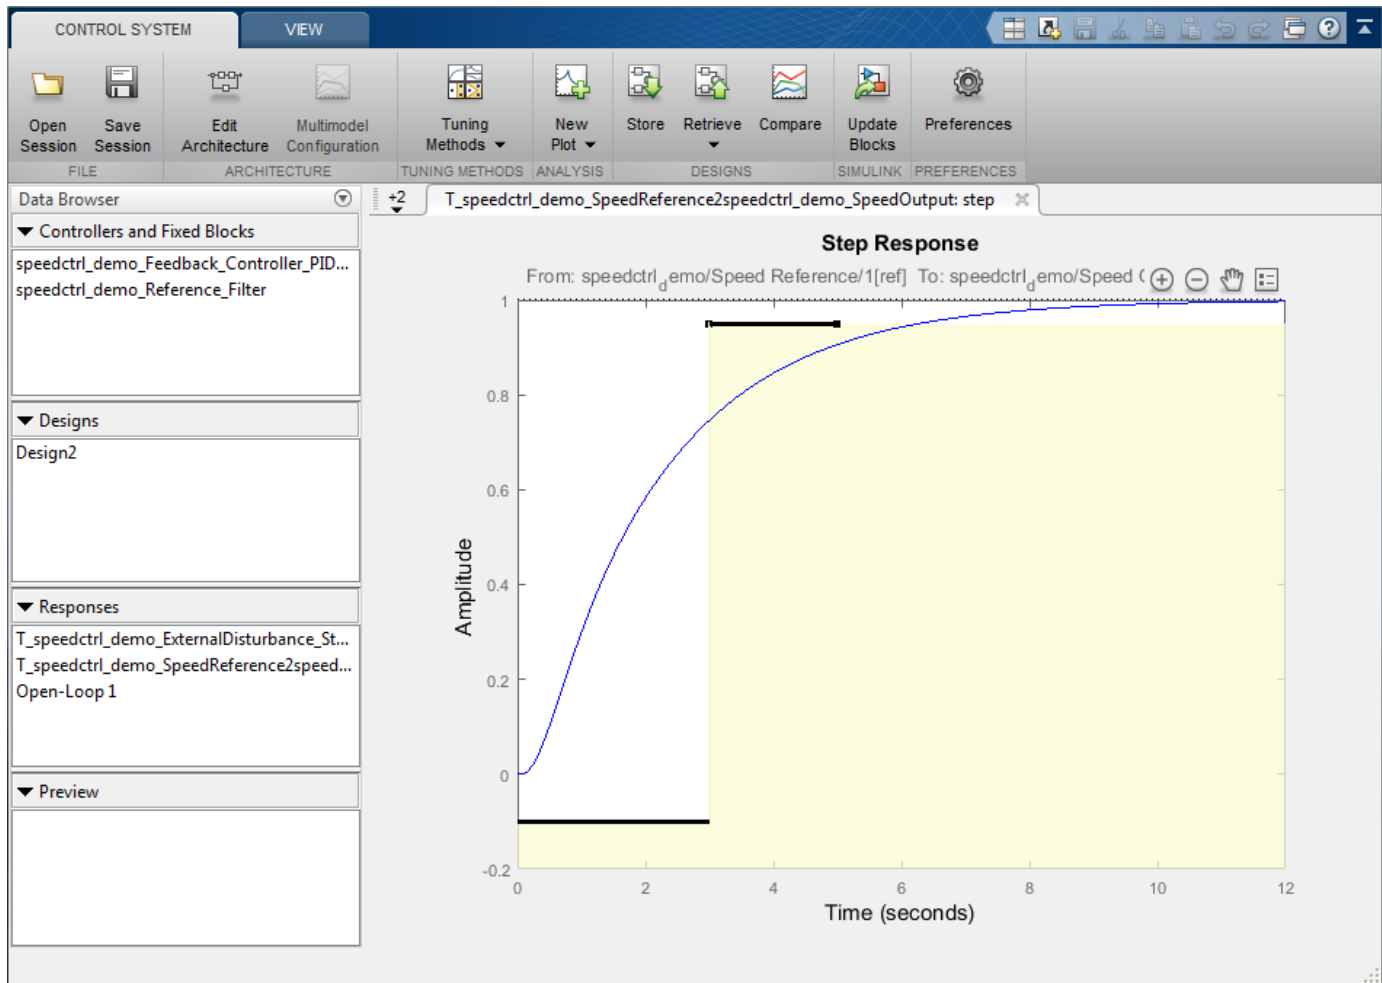 CONTROL SYSTEM VIEW
Open Session Save Session Edit Architecture Multimodel Configuration Tuning Methods New Plot Store Retrieve Compare Update Blocks Preferences
FILE ARCHITECTURE TUNING METHODS ANALYSIS DESIGNS SIMULINK PREFERENCES
Data Browser
+2 T_speedctrl_demo_SpeedReference2speedctrl_demo_SpeedOutput: step
Controllers and Fixed Blocks
speedctrl_demo_Feedback_Controller_PID...
speedctrl_demo_Reference_Filter
Designs
Design2
Responses
T_speedctrl_demo_ExternalDisturbance_St...
T_speedctrl_demo_SpeedReference2speed...
Open-Loop 1
Preview
Step Response
From: speedctrl_demo/Speed Reference/1[ref] To: speedctrl_demo/Speed
1
0.8
0.6
0.4
0.2
0
-0.2
Amplitude
0 2 4 6 8 10 12
Time (seconds)